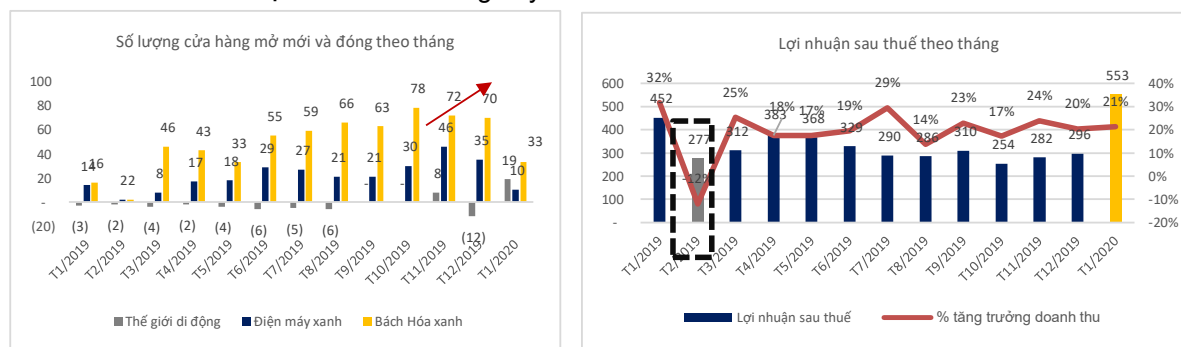 Số lượng cửa hàng mở mới và đóng theo tháng
100
80
60
40
20
-
(20)
(3) 14 16
(2) 2 2
(4) 8 46
(2) 17 43
(4) 18 33
(6) 29 55
(5) 27 59
(6) 21 66
- 21 63
- 30 78
8 46 72
(12) 35 70
19 10 33
T1/2019
T2/2019
T3/2019
T4/2019
T5/2019
T6/2019
T7/2019
T8/2019
T9/2019
T10/2019
T11/2019
T12/2019
T1/2020
Thế giới di động Điện máy xanh Bách Hóa xanh
Lợi nhuận sau thuế theo tháng
600
500
400
300
200
100
-
40%
30%
20%
10%
0%
-10%
-20%
32%
452
277
-12%
25%
312
18%
383
17%
368
19%
329
29%
290
14%
286
23%
310
17%
254
24%
282
20%
296
553
21%
T1/2019
T2/2019
T3/2019
T4/2019
T5/2019
T6/2019
T7/2019
T8/2019
T9/2019
T10/2019
T11/2019
T12/2019
T1/2020
Lợi nhuận sau thuế % tăng trưởng doanh thu